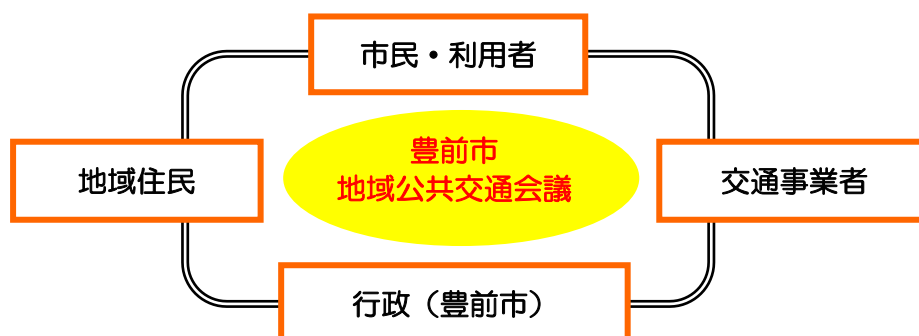 市民・利用者
豊前市
地域公共交通会議
地域住民
交通事業者
行政（豊前市）